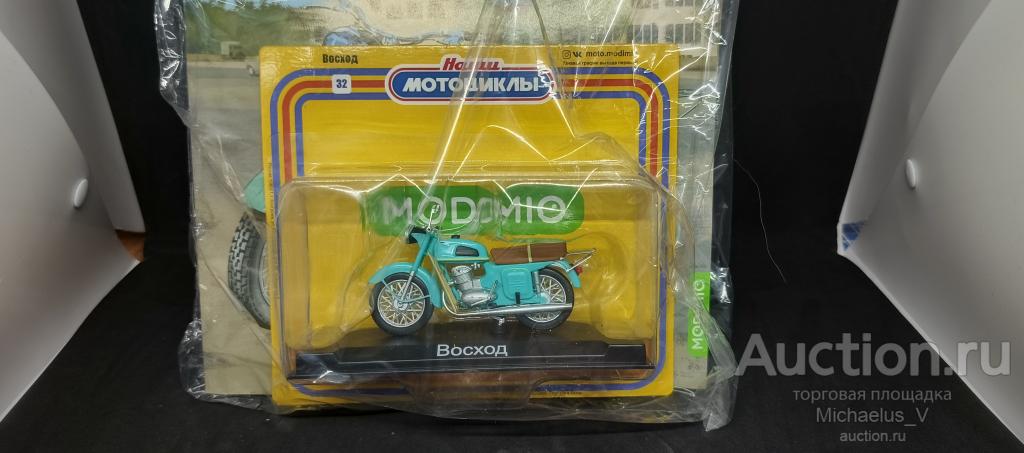 Восход
32
Наши
МОТОЦИКЛЫ
moto.modimio
MODIMIO
Восход
MODIMIO
Auction.ru
торговая площадка
Michaelus_V
auction.ru